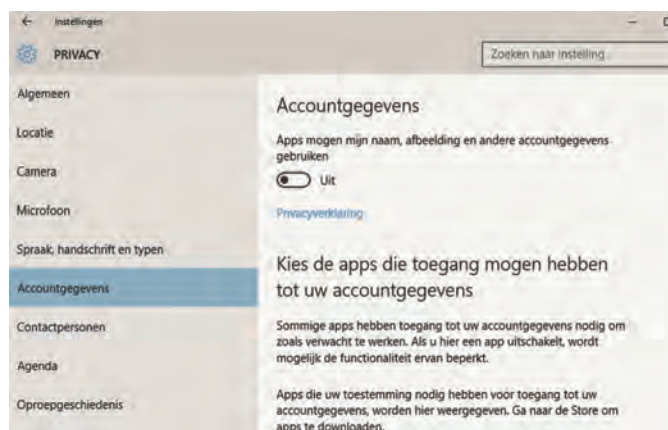 Instellingen
PRIVACY
Zoeken naar instelling
Algemeen
Locatie
Camera
Microfoon
Spraak, handschrift en typen
Accountgegevens
Contactpersonen
Agenda
Oproepgeschiedenis
Accountgegevens
Apps mogen mijn naam, afbeelding en andere accountgegevens
gebruiken
Uit
Privacyverklaring
Kies de apps die toegang mogen hebben
tot uw accountgegevens
Sommige apps hebben toegang tot uw accountgegevens nodig om
zoals verwacht te werken. Als u hier een app uitschakelt, wordt
mogelijk de functionaliteit ervan beperkt.
Apps die uw toestemming nodig hebben voor toegang tot uw
accountgegevens, worden hier weergegeven. Ga naar de Store om
apps te downloaden.